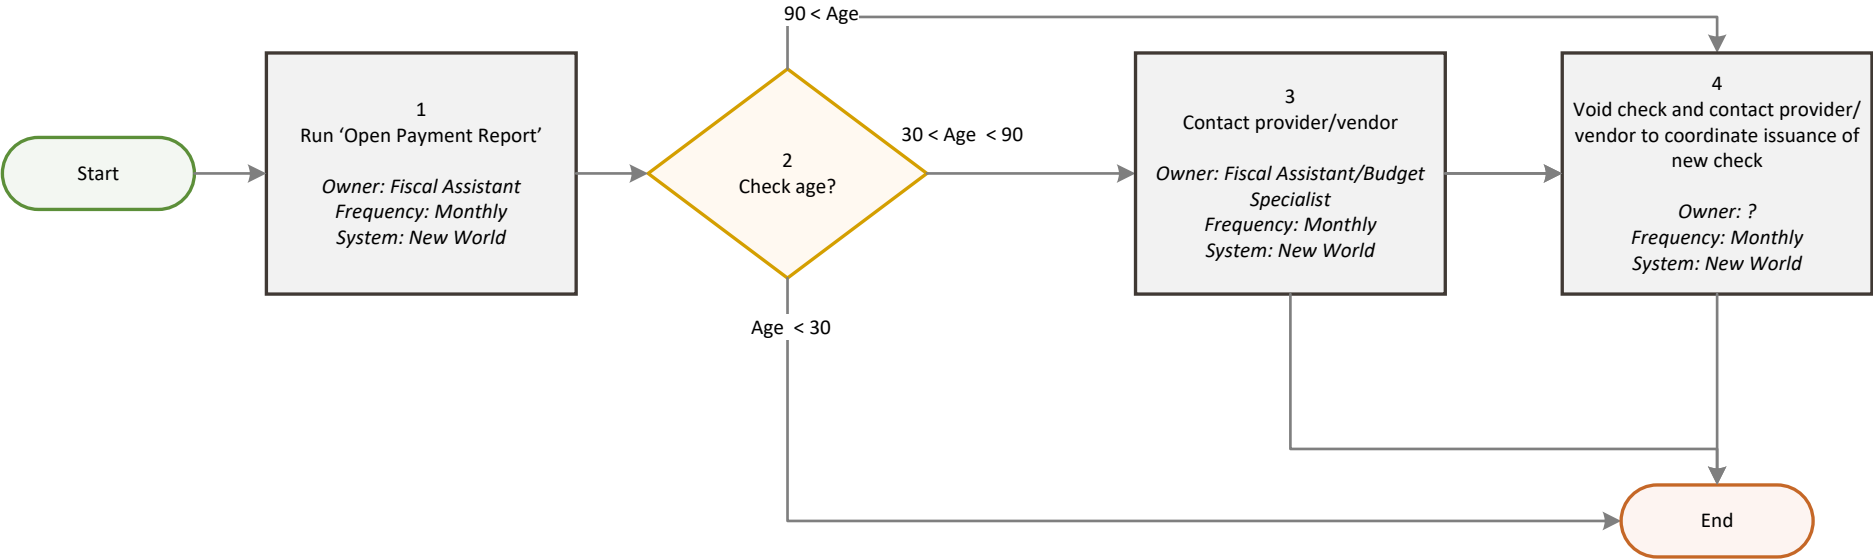 90 < Age
Start
1
Run ‘Open Payment Report’
Owner: Fiscal Assistant
Frequency: Monthly
System: New World
2
Check age?
30 < Age  < 90
Age  < 30
3
Contact provider/vendor
Owner: Fiscal Assistant/Budget
Specialist
Frequency: Monthly
System: New World
4
Void check and contact provider/
vendor to coordinate issuance of
new check
Owner: ?
Frequency: Monthly
System: New World
End